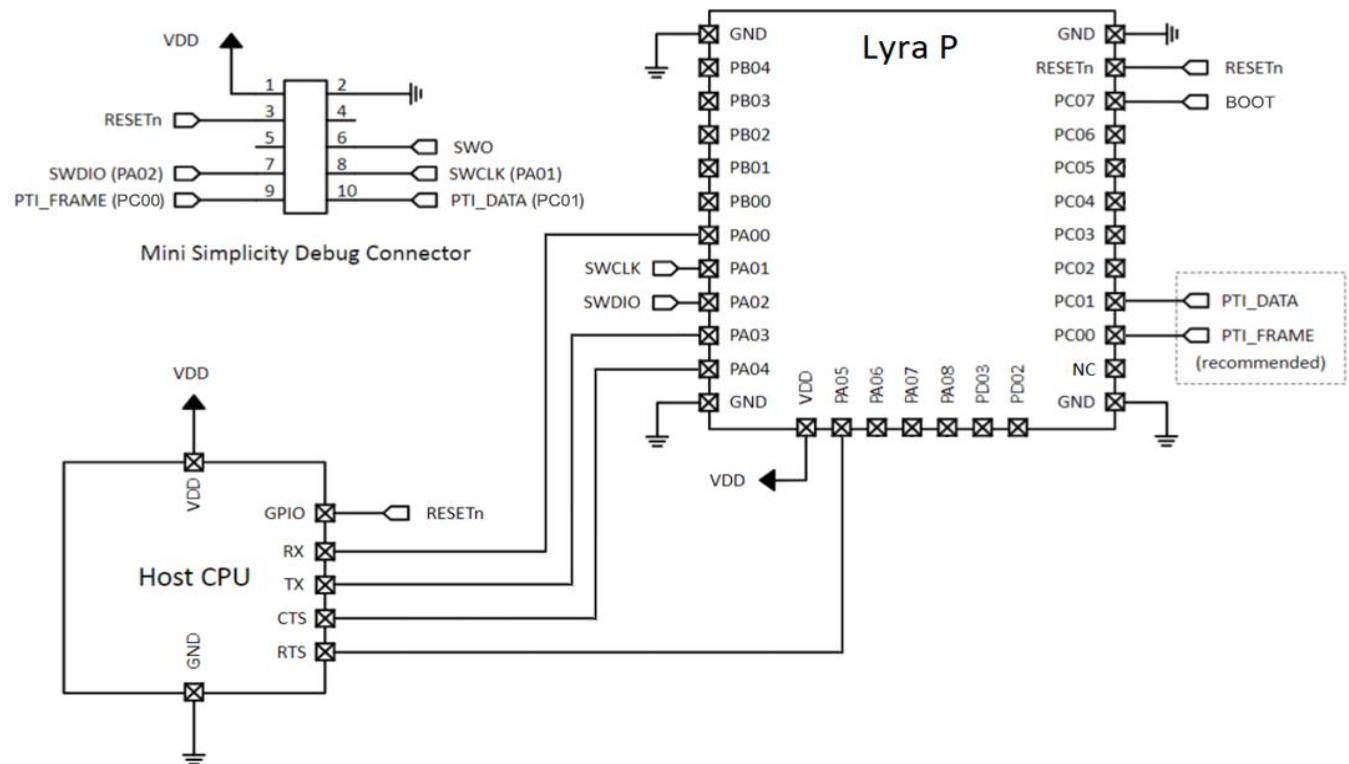 VDD
1 2
RESETn 3 4
5 6 SWO
SWDIO (PA02) 7 8 SWCLK (PA01)
PTI_FRAME (PC00) 9 10 PTI_DATA (PC01)
Mini Simplicity Debug Connector
Lyra P
GND GND
PB04 RESETn RESETn
PB03 PC07 BOOT
PB02 PC06
PB01 PC05
PB00 PC04
PA00 PC03
SWCLK PA01 PC02
SWDIO PA02 PC01 PTI_DATA
PA03 PC00 PTI_FRAME
(recommended)
PA04 NC
GND GND
VDD PA05 PA06 PA07 PA08 PD03 PD02
VDD
VDD
VDD
GPIO RESETn
RX
Host CPU
TX
CTS
RTS
GND